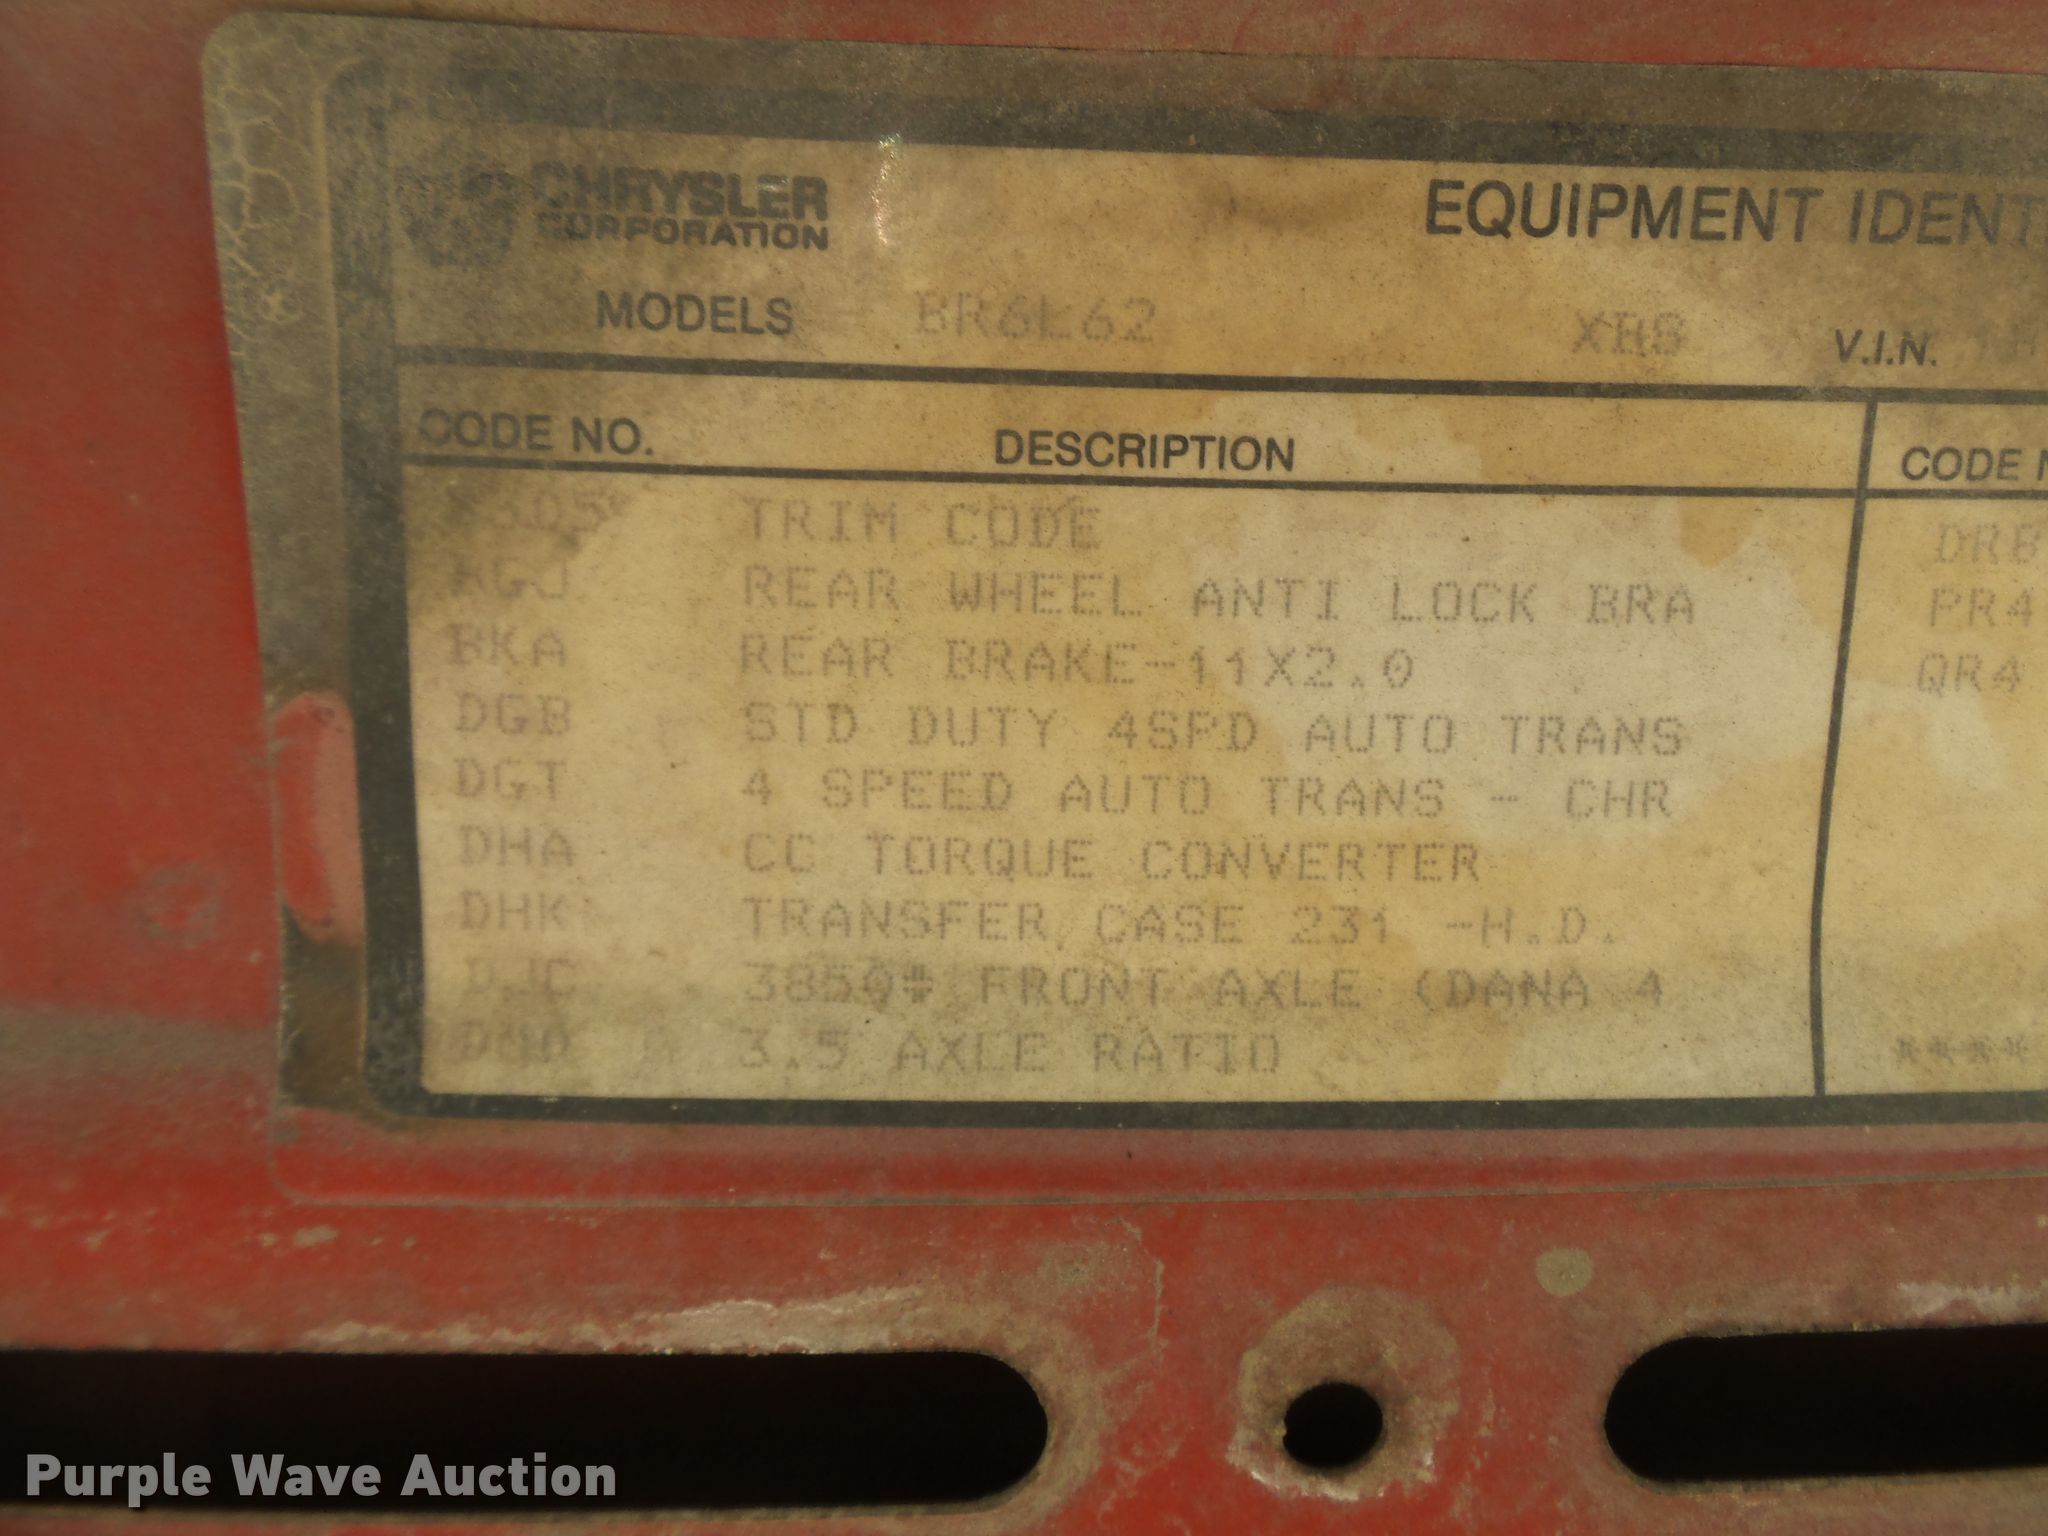 CHRYSLER
CORPORATION
EQUIPMENT IDENT
MODELS BR6L62 V.I.N.
CODE NO. DESCRIPTION CODE N
TRIM CODE DRB
REAR WHEEL ANTI LOCK BRA PR4
BKA REAR BRAKE-11X2.0 QR4
DGB STD DUTY 4SPD AUTO TRANS
DGT 4 SPEED AUTO TRANS - CHR
DHA CC TORQUE CONVERTER
DHK TRANSFER CASE 231 -H.D.
DJC 3850# FRONT AXLE (DANA 4
3.5 AXLE RATIO ****
Purple Wave Auction